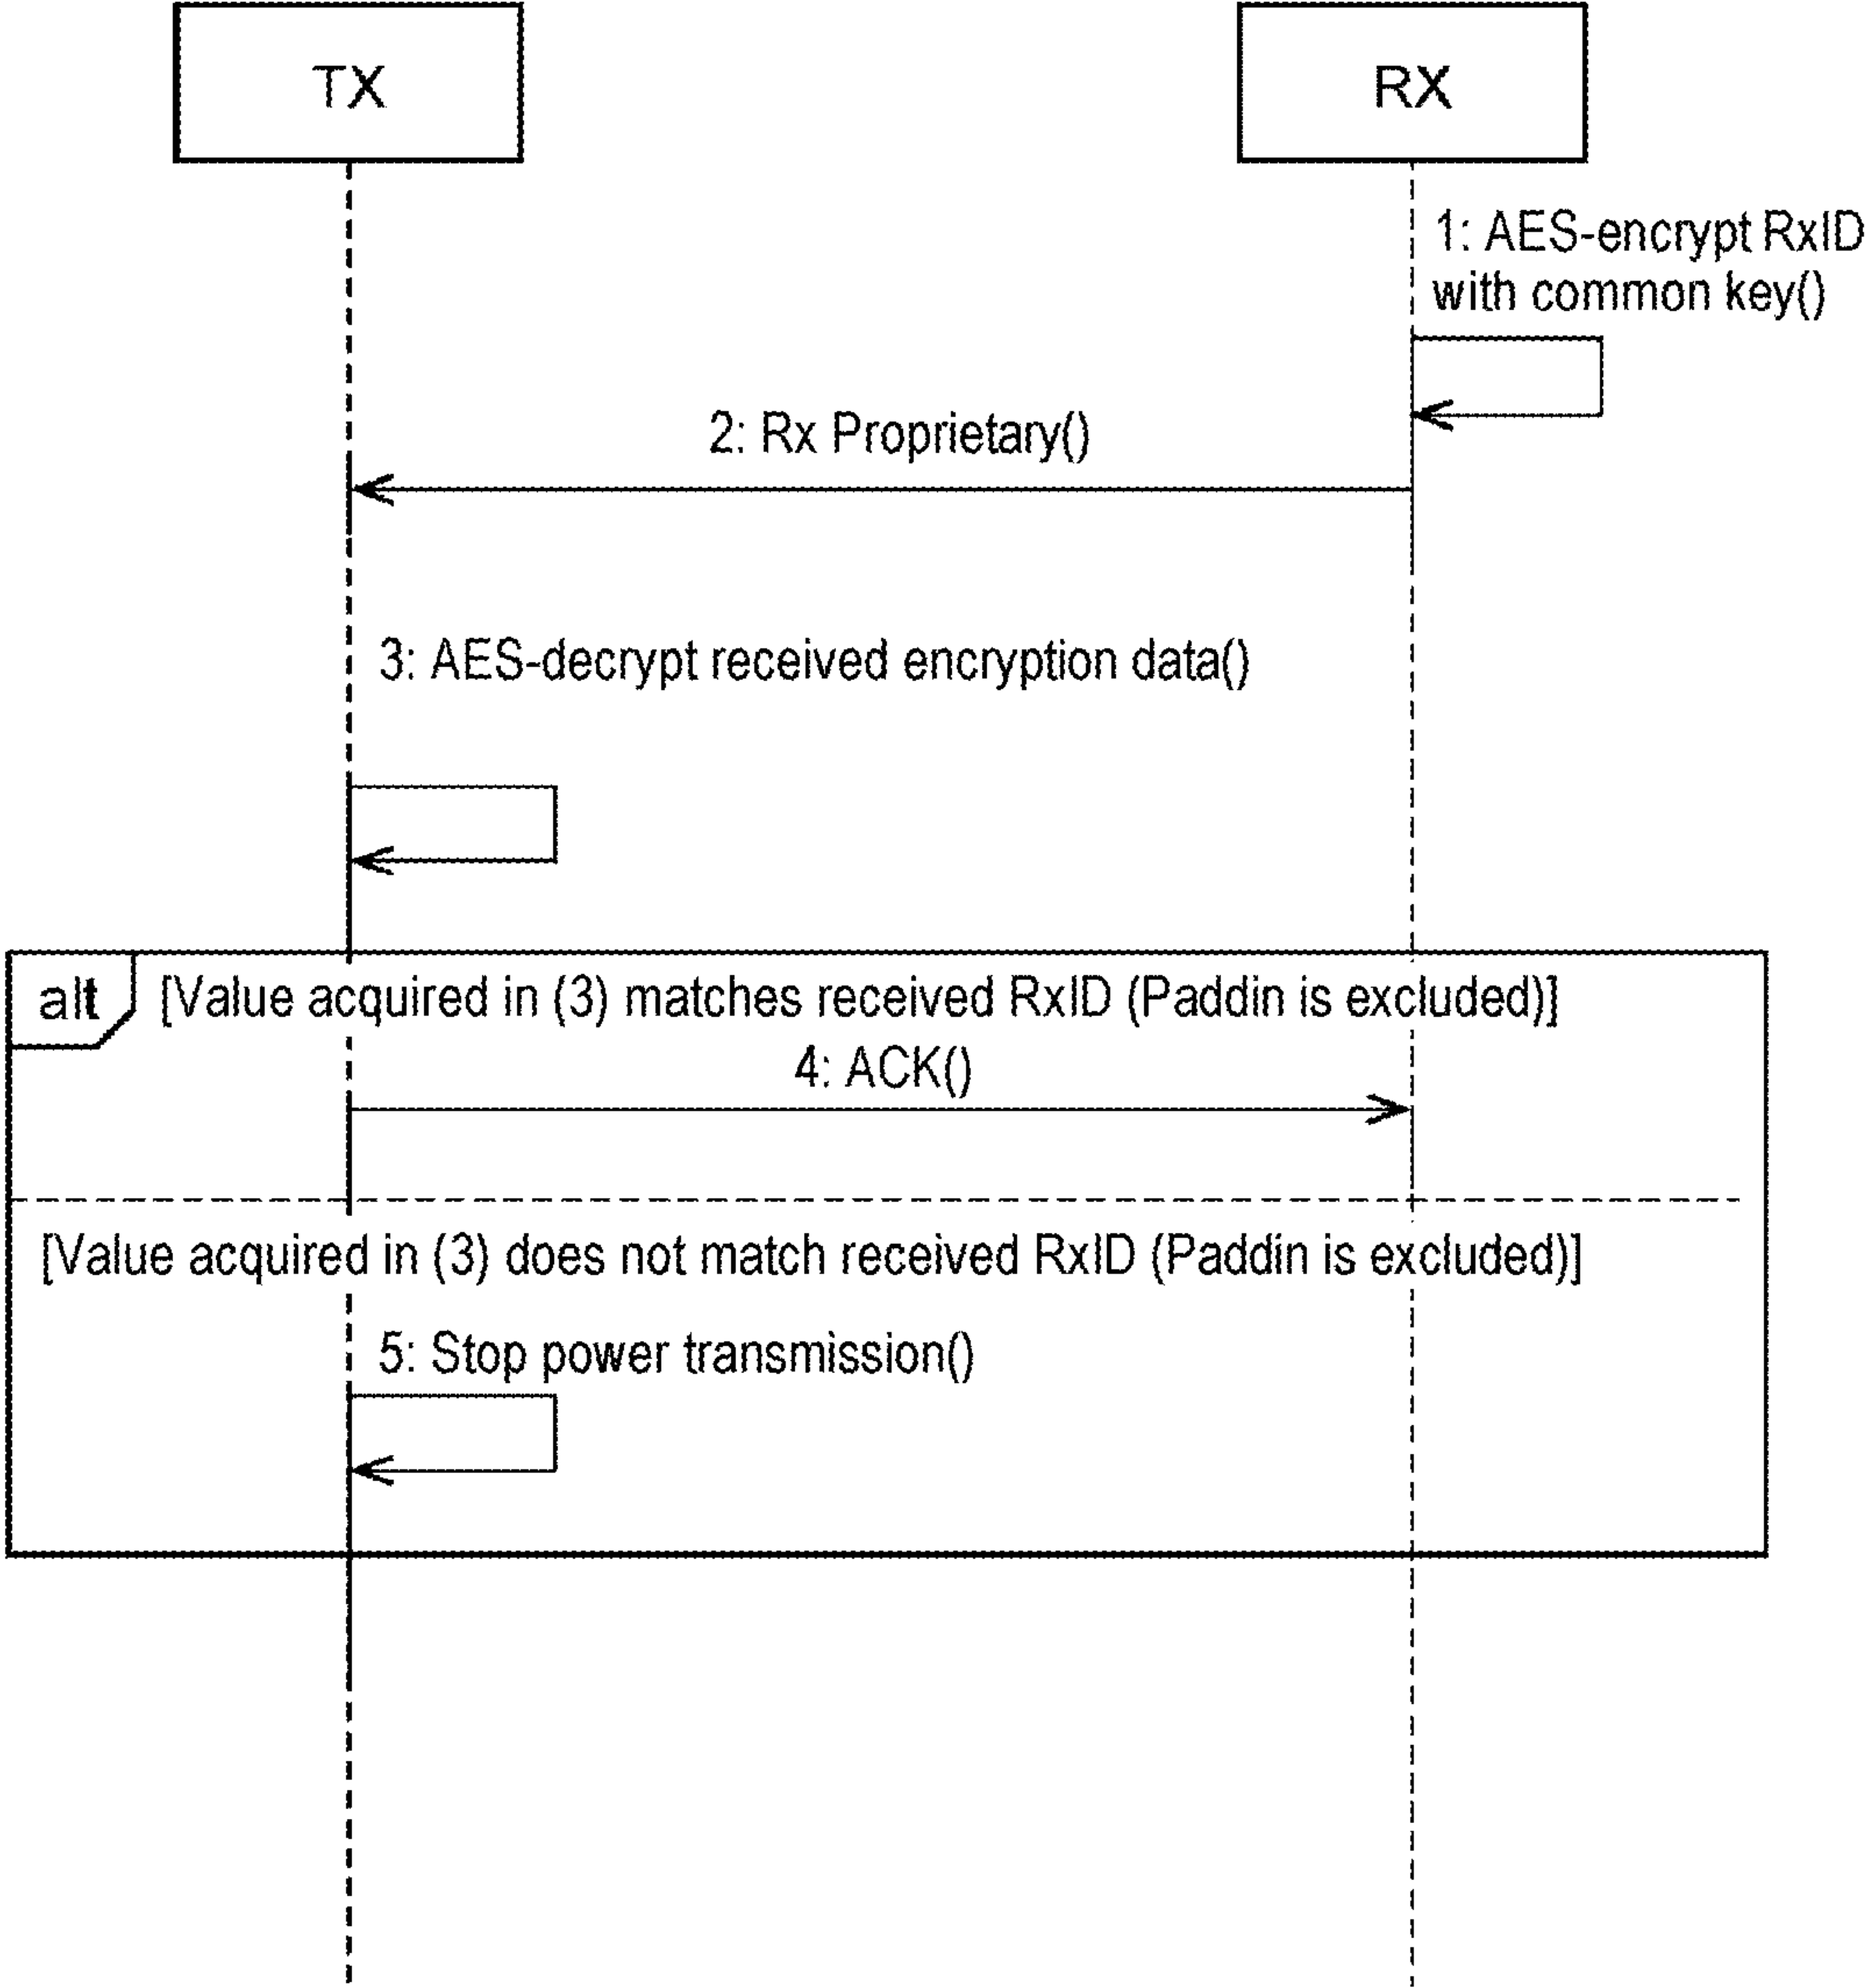 TX
RX
1: AES-encrypt RxID
with common key()
2: Rx Proprietary()
3: AES-decrypt received encryption data()
alt
[Value acquired in (3) matches received RxID (Paddin is excluded)]
4: ACK()
[Value acquired in (3) does not match received RxID (Paddin is excluded)]
5: Stop power transmission()